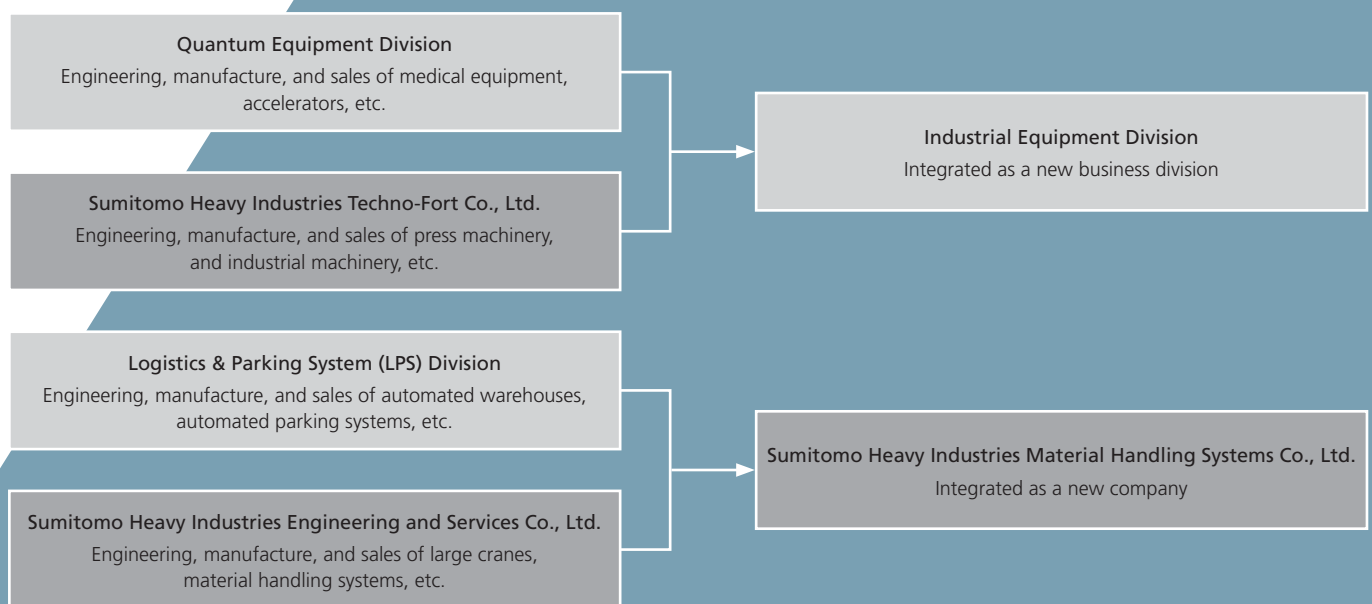 Quantum Equipment Division
Engineering, manufacture, and sales of medical equipment,
accelerators, etc.
Sumitomo Heavy Industries Techno-Fort Co., Ltd.
Engineering, manufacture, and sales of press machinery,
and industrial machinery, etc.
Industrial Equipment Division
Integrated as a new business division
Logistics & Parking System (LPS) Division
Engineering, manufacture, and sales of automated warehouses,
automated parking systems, etc.
Sumitomo Heavy Industries Engineering and Services Co., Ltd.
Engineering, manufacture, and sales of large cranes,
material handling systems, etc.
Sumitomo Heavy Industries Material Handling Systems Co., Ltd.
Integrated as a new company